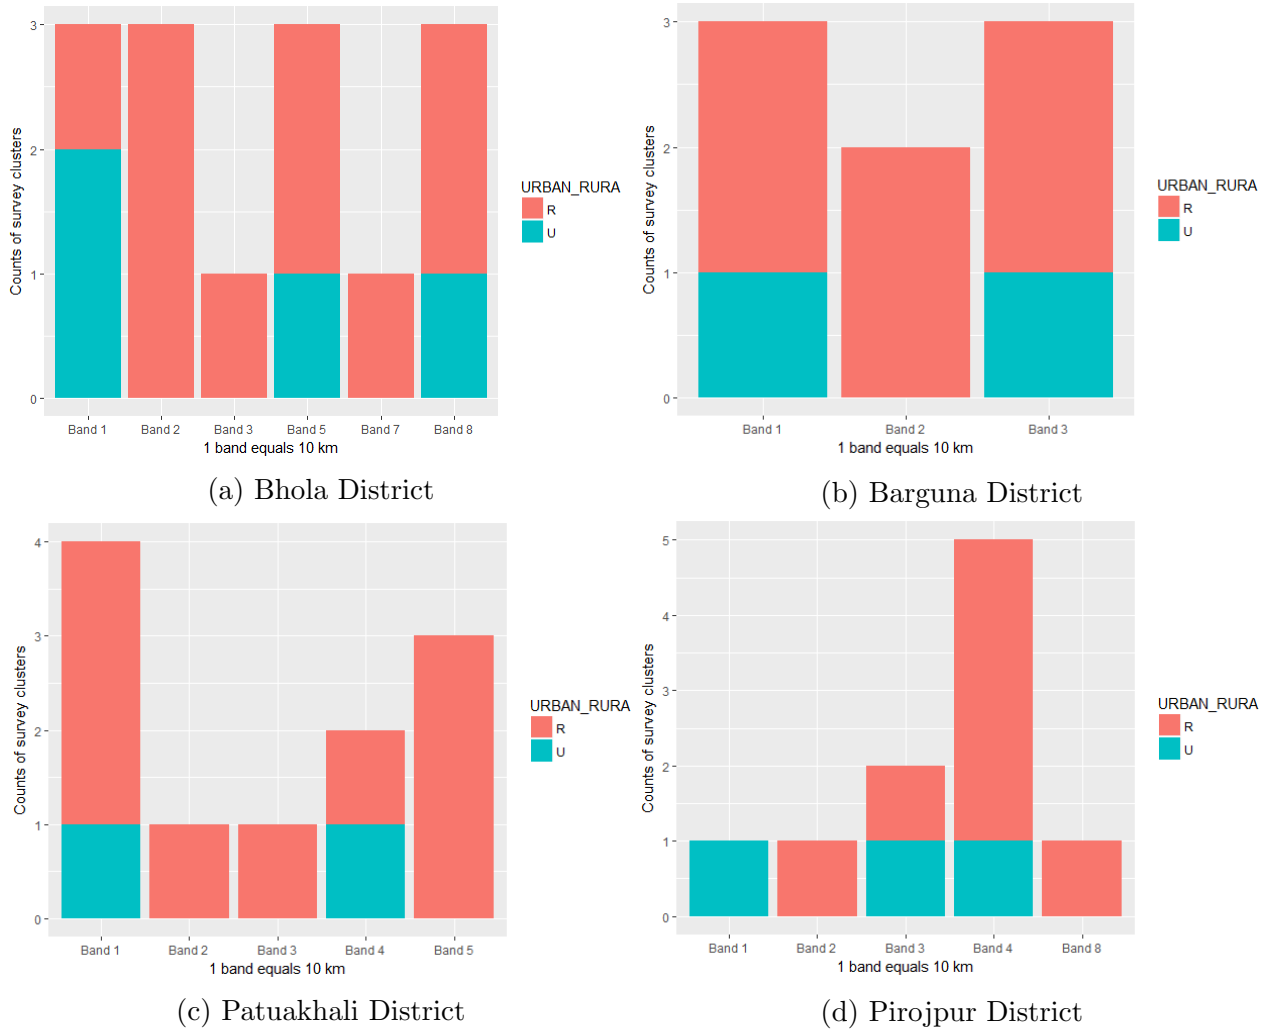 Counts of survey clusters
3
2
1
0
Band 1 Band 2 Band 3 Band 5 Band 7 Band 8
1 band equals 10 km
URBAN_RURA
R
U
(a) Bhola District
Counts of survey clusters
3
2
1
0
Band 1 Band 2 Band 3
1 band equals 10 km
URBAN_RURA
R
U
(b) Barguna District
Counts of survey clusters
4
3
2
1
0
Band 1 Band 2 Band 3 Band 4 Band 5
1 band equals 10 km
URBAN_RURA
R
U
(c) Patuakhali District
Counts of survey clusters
5
4
3
2
1
0
Band 1 Band 2 Band 3 Band 4 Band 8
1 band equals 10 km
URBAN_RURA
R
U
(d) Pirojpur District